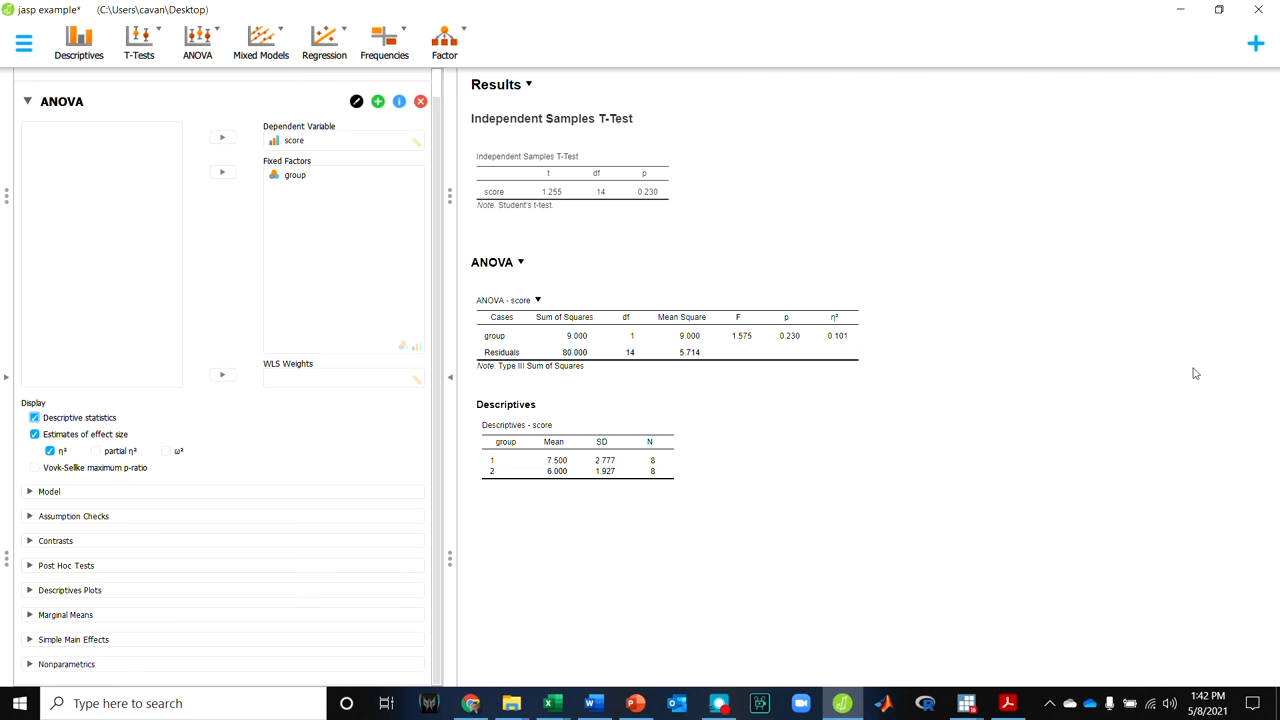 jasp example* (C:\Users\cavan\Desktop)
Descriptives T-Tests ANOVA Mixed Models Regression Frequencies Factor
ANOVA
Dependent Variable
score
Fixed Factors
group
WLS Weights
Display
Descriptive statistics
Estimates of effect size
η² partial η² ω²
Vovk-Sellke maximum p-ratio
Model
Assumption Checks
Contrasts
Post Hoc Tests
Descriptives Plots
Marginal Means
Simple Main Effects
Nonparametrics
Results
Independent Samples T-Test
Independent Samples T-Test
t df p
score 1.255 14 0.230
Note. Student's t-test.
ANOVA
ANOVA - score
Cases Sum of Squares df Mean Square F p η²
group 9.000 1 9.000 1.575 0.230 0.101
Residuals 80.000 14 5.714
Note. Type III Sum of Squares
Descriptives
Descriptives - score
group Mean SD N
1 7.500 2.777 8
2 6.000 1.927 8
Type here to search
1:42 PM
5/8/2021